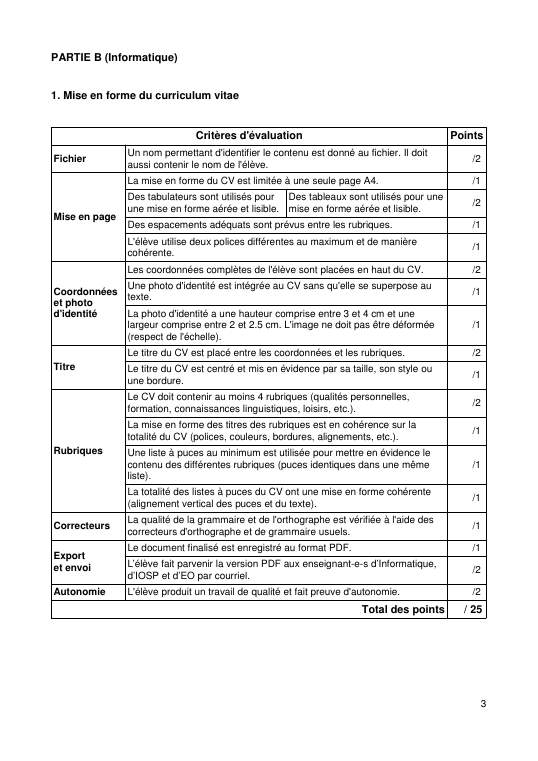 PARTIE B (Informatique)
1. Mise en forme du curriculum vitae
Critères d'évaluation
Points
Fichier
Un nom permettant d'identifier le contenu est donné au fichier. Il doit
aussi contenir le nom de l'élève.
/2
Mise en page
La mise en forme du CV est limitée à une seule page A4.
/1
Des tabulateurs sont utilisés pour
une mise en forme aérée et lisible.
Des tableaux sont utilisés pour une
mise en forme aérée et lisible.
/2
Des espacements adéquats sont prévus entre les rubriques.
/1
L'élève utilise deux polices différentes au maximum et de manière
cohérente.
/1
Coordonnées
et photo
d'identité
Les coordonnées complètes de l'élève sont placées en haut du CV.
/2
Une photo d'identité est intégrée au CV sans qu'elle se superpose au
texte.
/1
La photo d'identité a une hauteur comprise entre 3 et 4 cm et une
largeur comprise entre 2 et 2.5 cm. L'image ne doit pas être déformée
(respect de l'échelle).
/1
Titre
Le titre du CV est placé entre les coordonnées et les rubriques.
/2
Le titre du CV est centré et mis en évidence par sa taille, son style ou
une bordure.
/1
Rubriques
Le CV doit contenir au moins 4 rubriques (qualités personnelles,
formation, connaissances linguistiques, loisirs, etc.).
/2
La mise en forme des titres des rubriques est en cohérence sur la
totalité du CV (polices, couleurs, bordures, alignements, etc.).
/1
Une liste à puces au minimum est utilisée pour mettre en évidence le
contenu des différentes rubriques (puces identiques dans une même
liste).
/1
La totalité des listes à puces du CV ont une mise en forme cohérente
(alignement vertical des puces et du texte).
/1
Correcteurs
La qualité de la grammaire et de l'orthographe est vérifiée à l'aide des
correcteurs d'orthographe et de grammaire usuels.
/1
Export
et envoi
Le document finalisé est enregistré au format PDF.
/1
L'élève fait parvenir la version PDF aux enseignant-e-s d'Informatique,
d'IOSP et d'EO par courriel.
/2
Autonomie
L'élève produit un travail de qualité et fait preuve d'autonomie.
/2
Total des points
/ 25
3